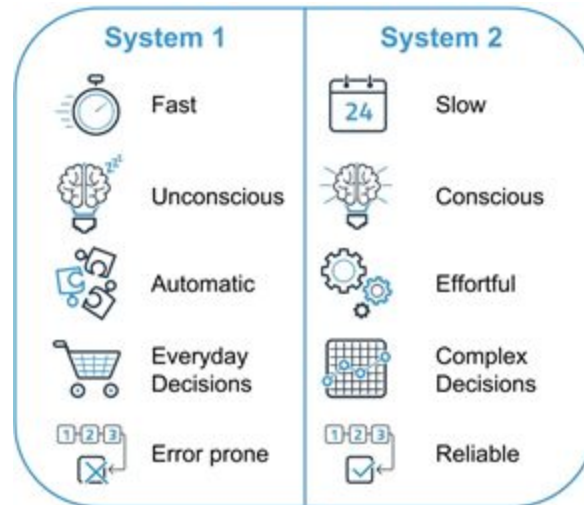 System 1
System 2
Fast
24
Slow
zzz
Unconscious
Conscious
Automatic
Effortful
Everyday
Decisions
Complex
Decisions
1 2 3
Error prone
1 2 3
Reliable